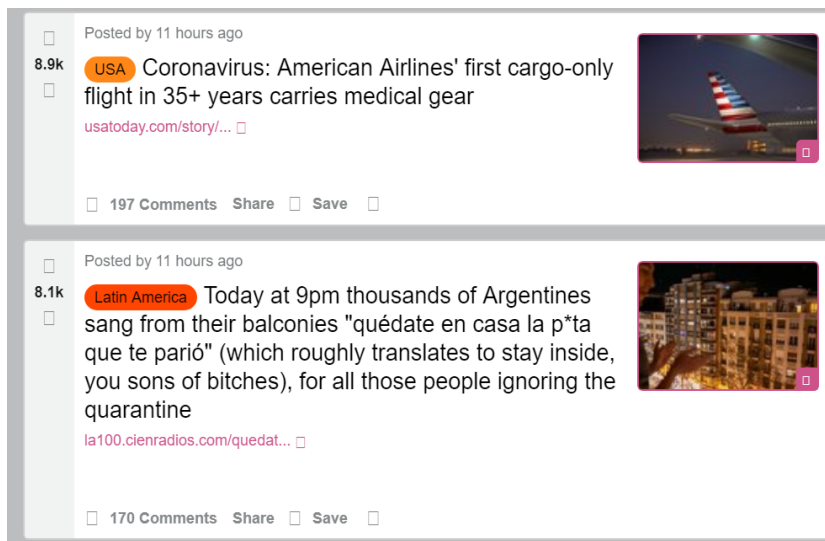 Posted by 11 hours ago
8.9k
USA Coronavirus: American Airlines' first cargo-only
flight in 35+ years carries medical gear
usatoday.com/story/...
197 Comments Share Save
Posted by 11 hours ago
8.1k
Latin America Today at 9pm thousands of Argentines
sang from their balconies "quédate en casa la p*ta
que te parió" (which roughly translates to stay inside,
you sons of bitches), for all those people ignoring the
quarantine
la100.cienradios.com/quedat...
170 Comments Share Save